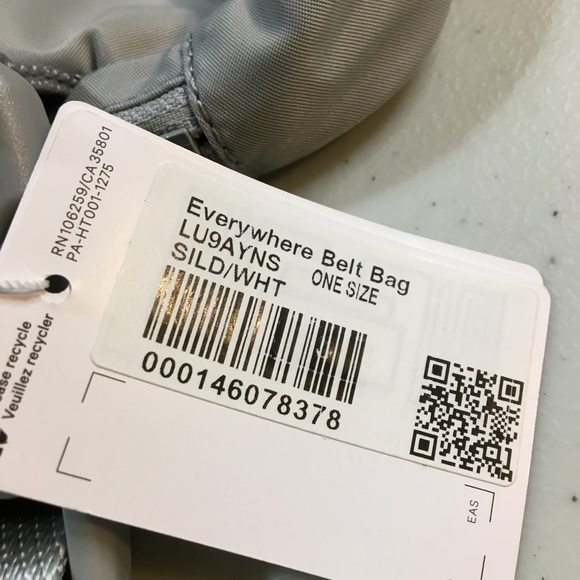 RN106259/CA35801
PA-HT001-1275
Everywhere Belt Bag
LU9AYNS ONE SIZE
SILD/WHT
000146078378
ase recycle
Veuillez recycler
EAS